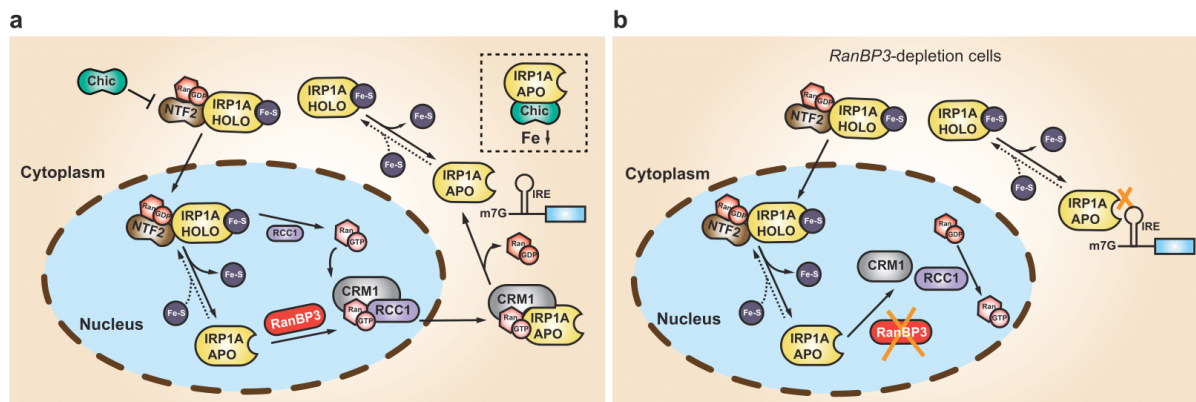 a
Chic
Ran
GDP
NTF2
IRP1A
HOLO
Fe-S
IRP1A
HOLO
Fe-S
Fe-S
Fe-S
IRP1A
APO
Chic
Fe
Cytoplasm
IRP1A
APO
IRE
m7G
Ran
GDP
NTF2
IRP1A
HOLO
Fe-S
RCC1
Ran
GTP
Ran
GDP
Fe-S
Fe-S
CRM1
RCC1
Ran
GTP
RanBP3
CRM1
Ran
GTP
IRP1A
APO
Nucleus
IRP1A
APO
b
RanBP3-depletion cells
Ran
GDP
NTF2
IRP1A
HOLO
Fe-S
IRP1A
HOLO
Fe-S
Fe-S
Fe-S
Cytoplasm
IRP1A
APO
IRE
m7G
Ran
GDP
NTF2
IRP1A
HOLO
Fe-S
Ran
GDP
Fe-S
Fe-S
CRM1
RCC1
Nucleus
Ran
GTP
RanBP3
IRP1A
APO